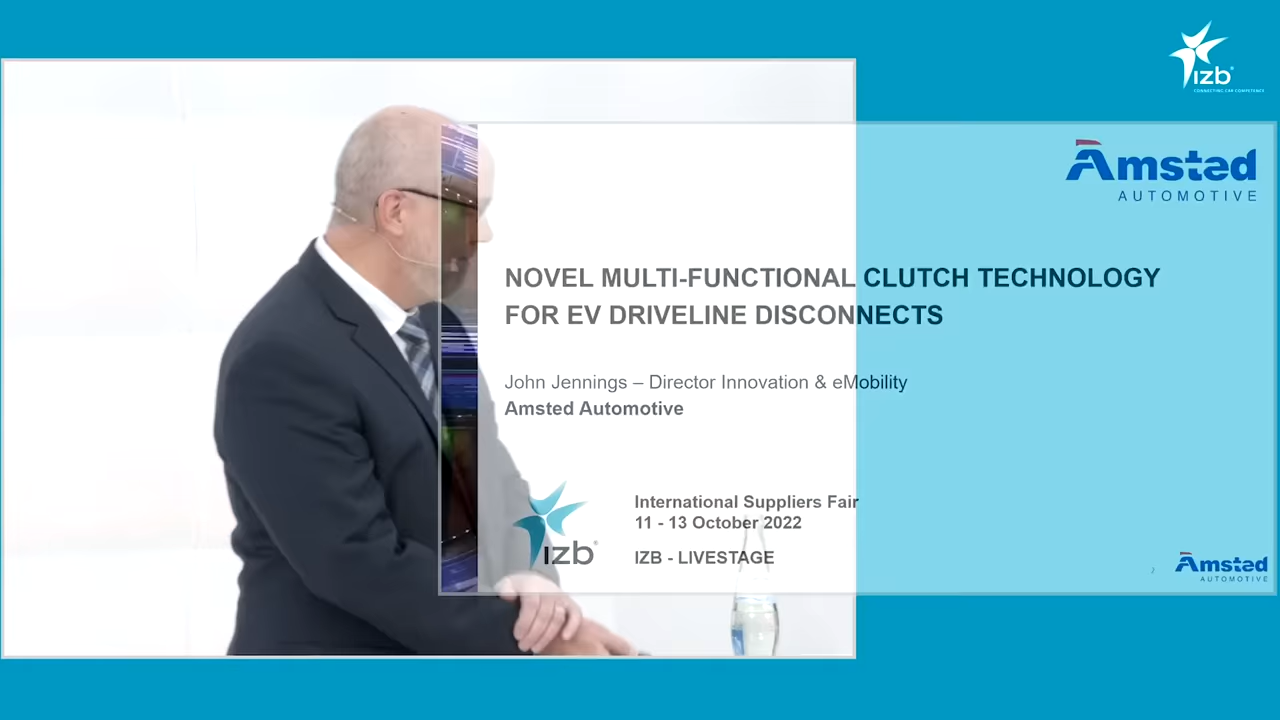 izb
CONNECTING CAR COMPETENCE
Amsted
AUTOMOTIVE
NOVEL MULTI-FUNCTIONAL CLUTCH TECHNOLOGY
FOR EV DRIVELINE DISCONNECTS
John Jennings – Director Innovation & eMobility
Amsted Automotive
International Suppliers Fair
11 - 13 October 2022
izb
IZB - LIVESTAGE
2
Amsted
AUTOMOTIVE